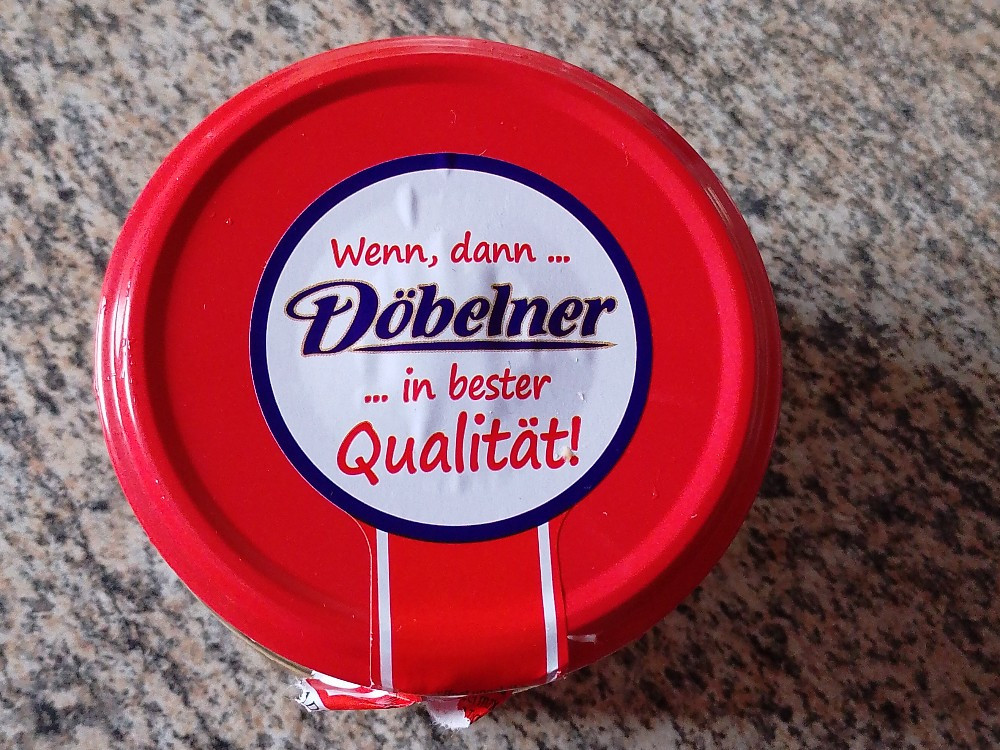 Wenn, dann ...
Döbelner
... in bester
Qualität!